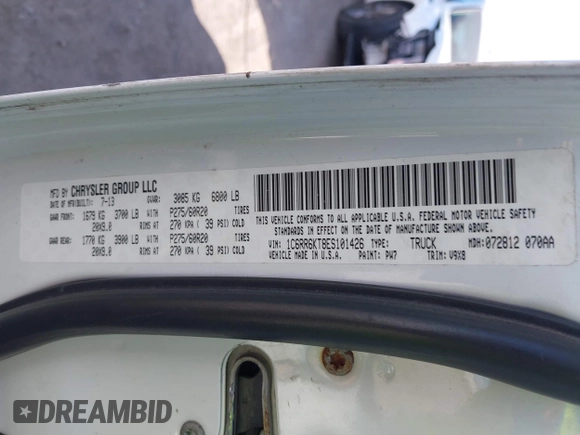 MFD BY CHRYSLER GROUP LLC
DATE OF MFR(BUILT): 7-13 GVWR: 3085 KG 6800 LB
GAWR FRONT: 1679 KG 3700 LB WITH P275/60R20 TIRES
20X9.0 RIMS AT 270 KPA ( 39 PSI) COLD
GAWR REAR: 1770 KG 3900 LB WITH P275/60R20 TIRES
20X9.0 RIMS AT 270 KPA ( 39 PSI) COLD
THIS VEHICLE CONFORMS TO ALL APPLICABLE U.S.A. FEDERAL MOTOR VEHICLE SAFETY
STANDARDS IN EFFECT ON THE DATE OF MANUFACTURE SHOWN ABOVE.
VIN: 1C6RR6KT8ES101426 TYPE: TRUCK MDH: 072812 070AA
VEHICLE MADE IN U.S.A. PAINT: PW7 TRIM: V9X8
DREAMBID